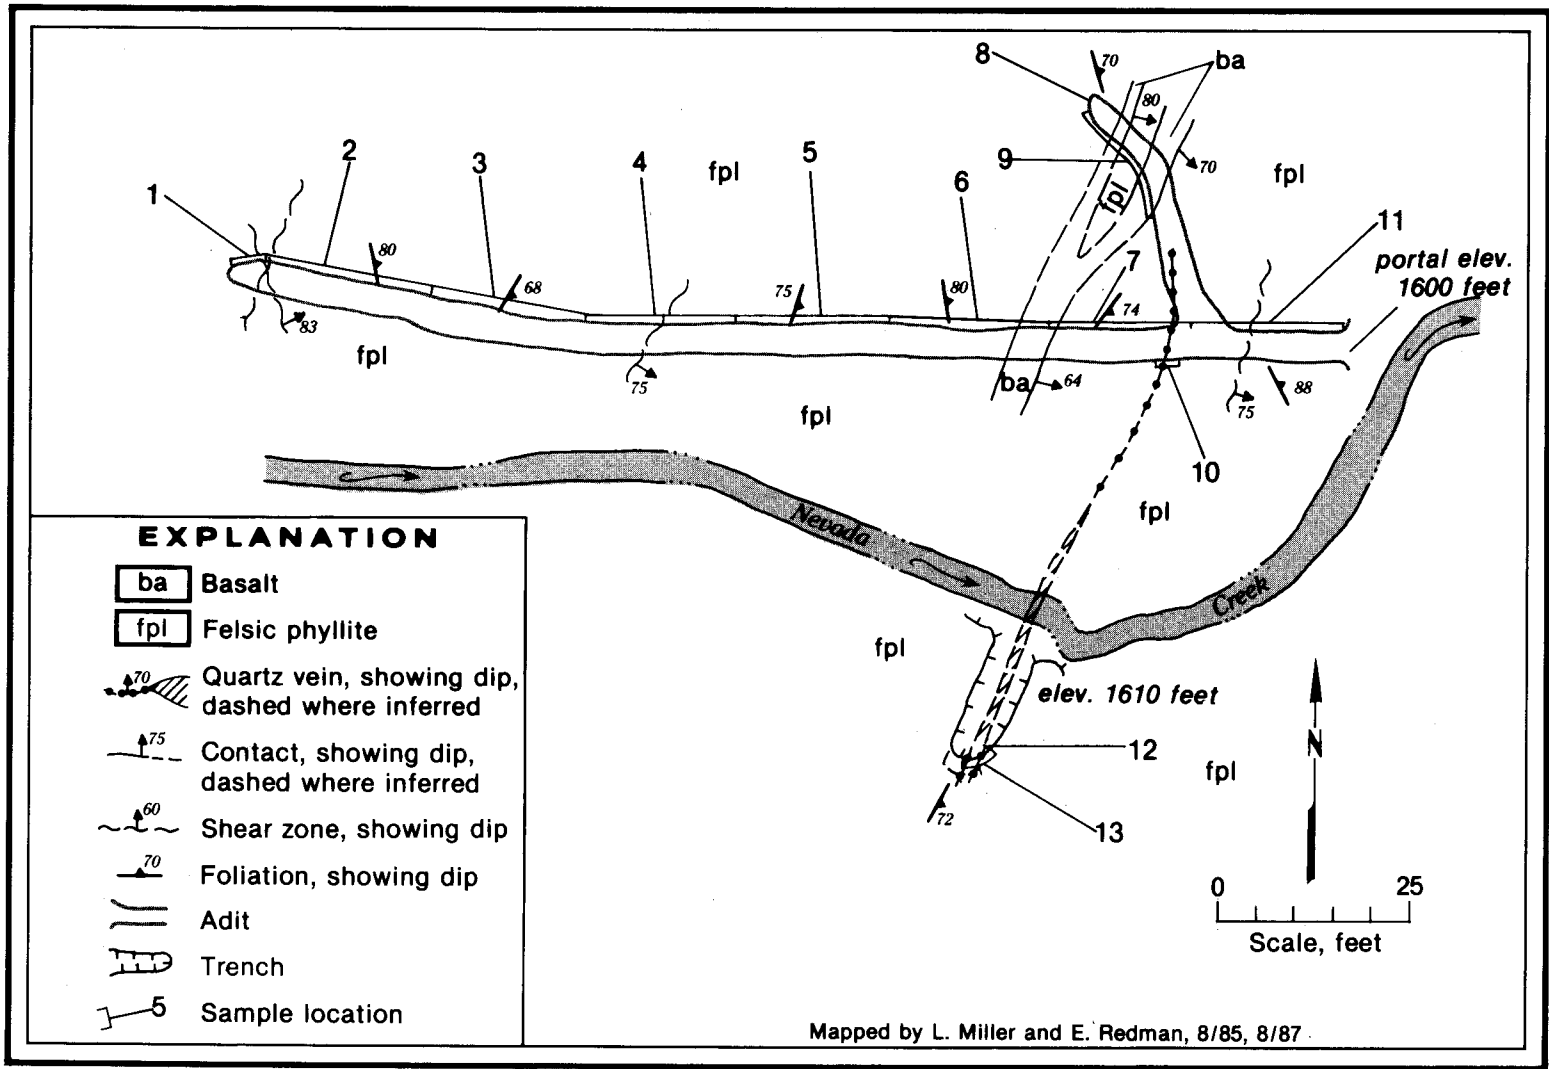 8
70
ba
80
2
3
4
fpl
5
9
6
fpl
70
fpl
1
11
7
portal elev.
1600 feet
80
68
75
80
74
83
fpl
75
ba
64
88
75
fpl
10
fpl
Nevada
Creek
fpl
elev. 1610 feet
12
fpl
13
72
N
0 25
Scale, feet
EXPLANATION
ba Basalt
fpl Felsic phyllite
70 Quartz vein, showing dip,
dashed where inferred
75 Contact, showing dip,
dashed where inferred
60 Shear zone, showing dip
70 Foliation, showing dip
Adit
Trench
5 Sample location
Mapped by L. Miller and E. Redman, 8/85, 8/87